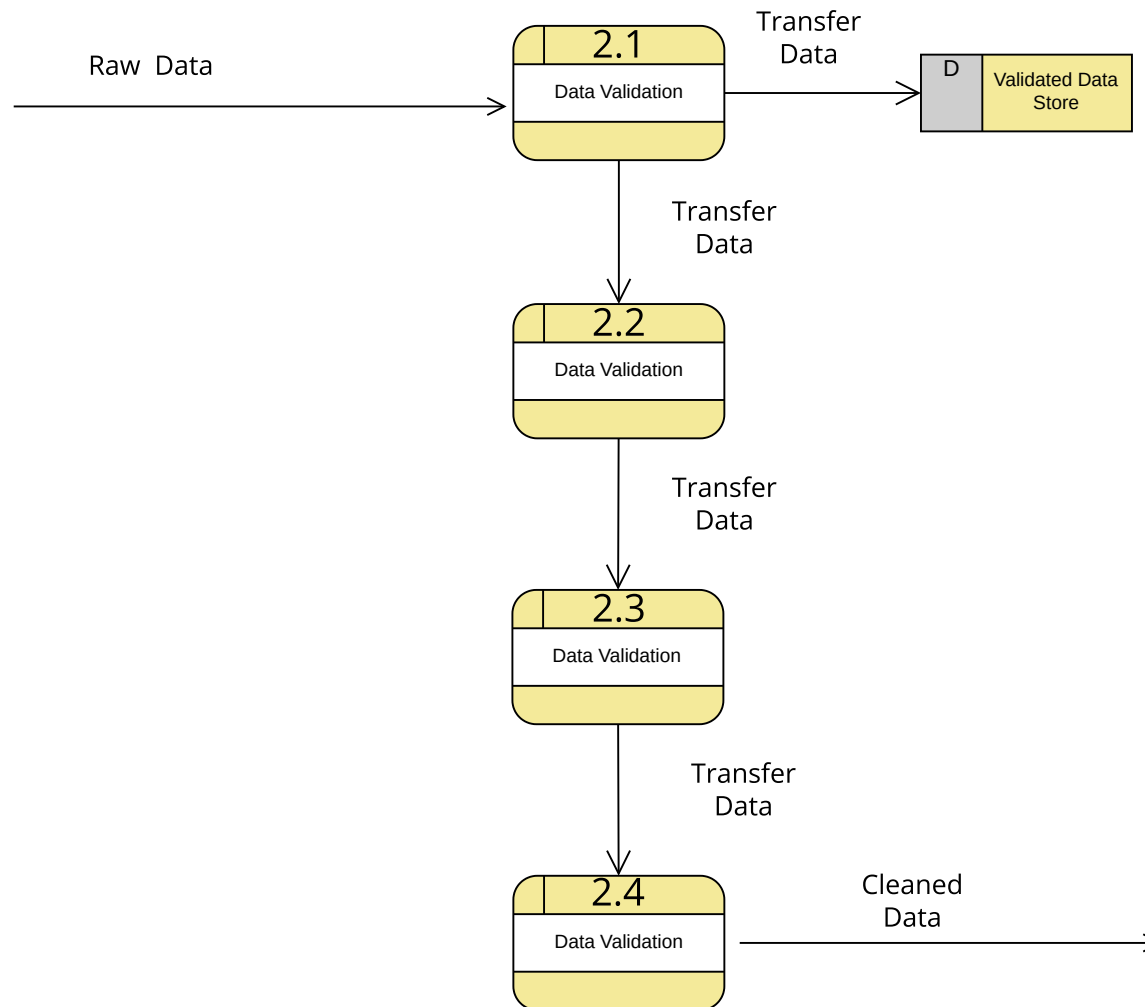 Raw  Data
2.1
Data Validation
Transfer
Data
D
Validated Data
Store
Transfer
Data
2.2
Data Validation
Transfer
Data
2.3
Data Validation
Transfer
Data
2.4
Data Validation
Cleaned
Data